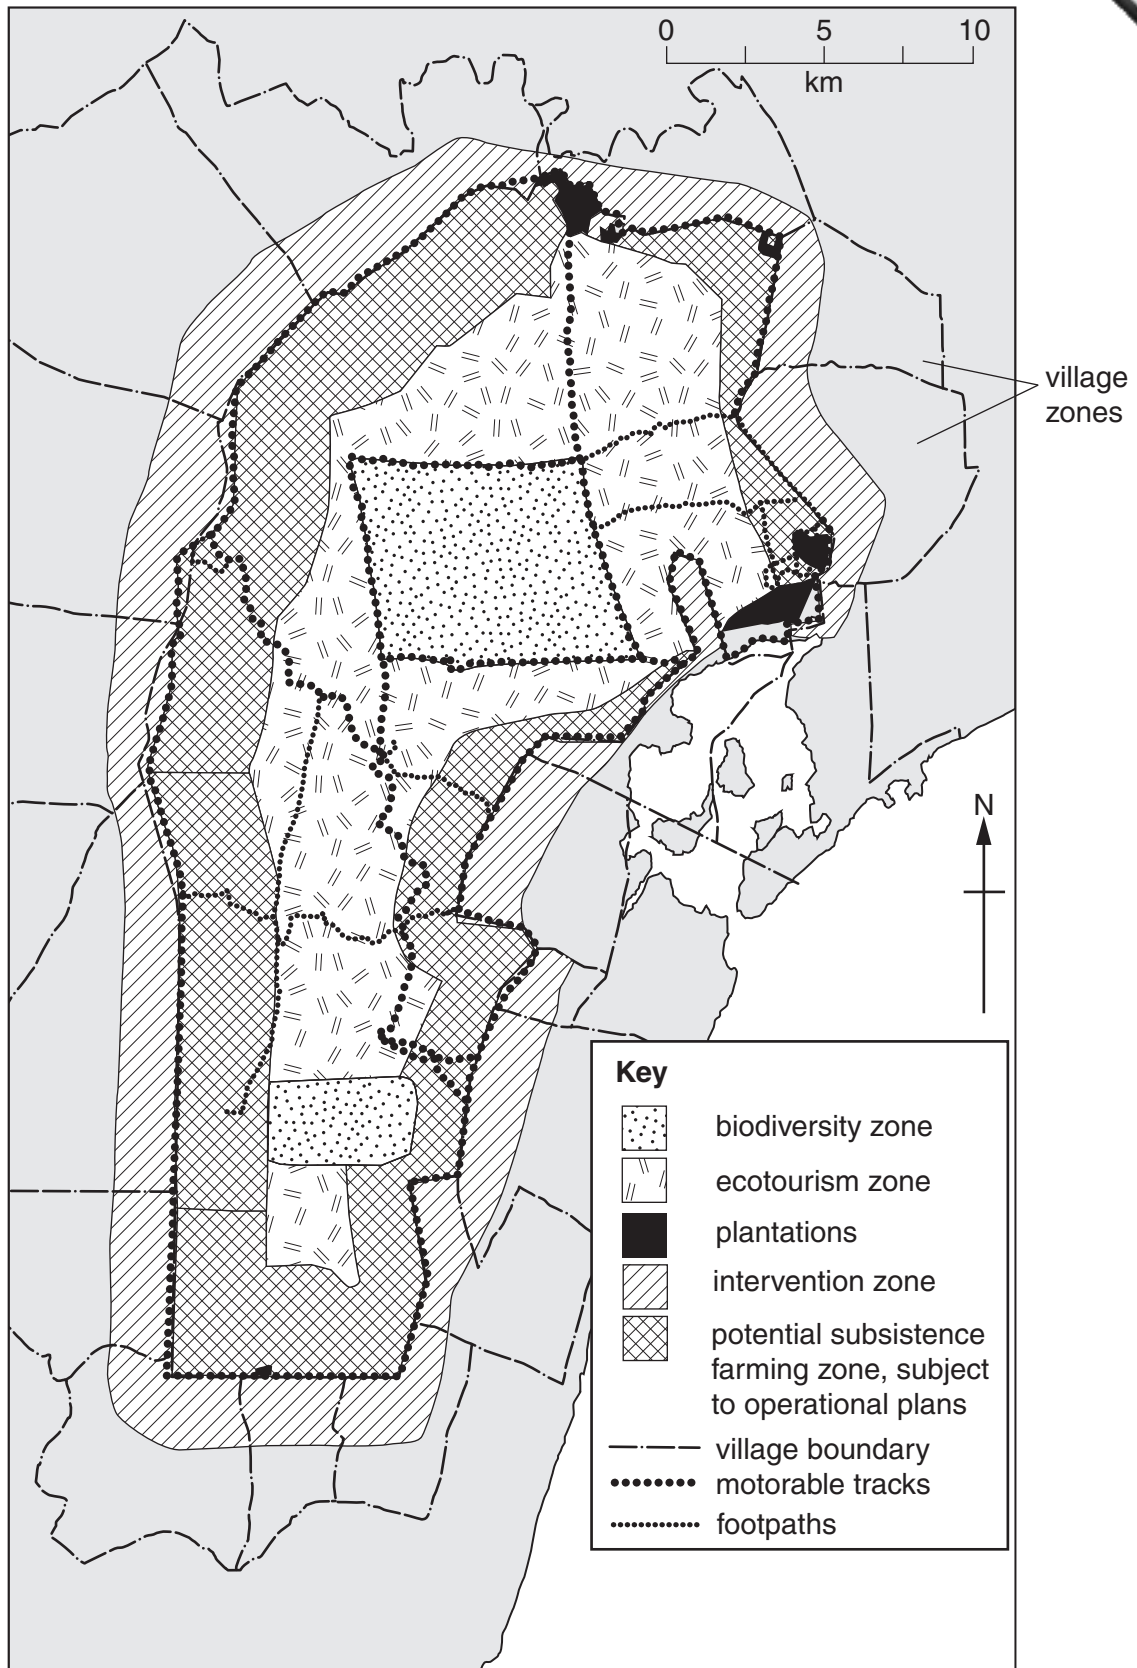 0 5 10
km
village
zones
N
Key
biodiversity zone
ecotourism zone
plantations
intervention zone
potential subsistence
farming zone, subject
to operational plans
village boundary
motorable tracks
footpaths